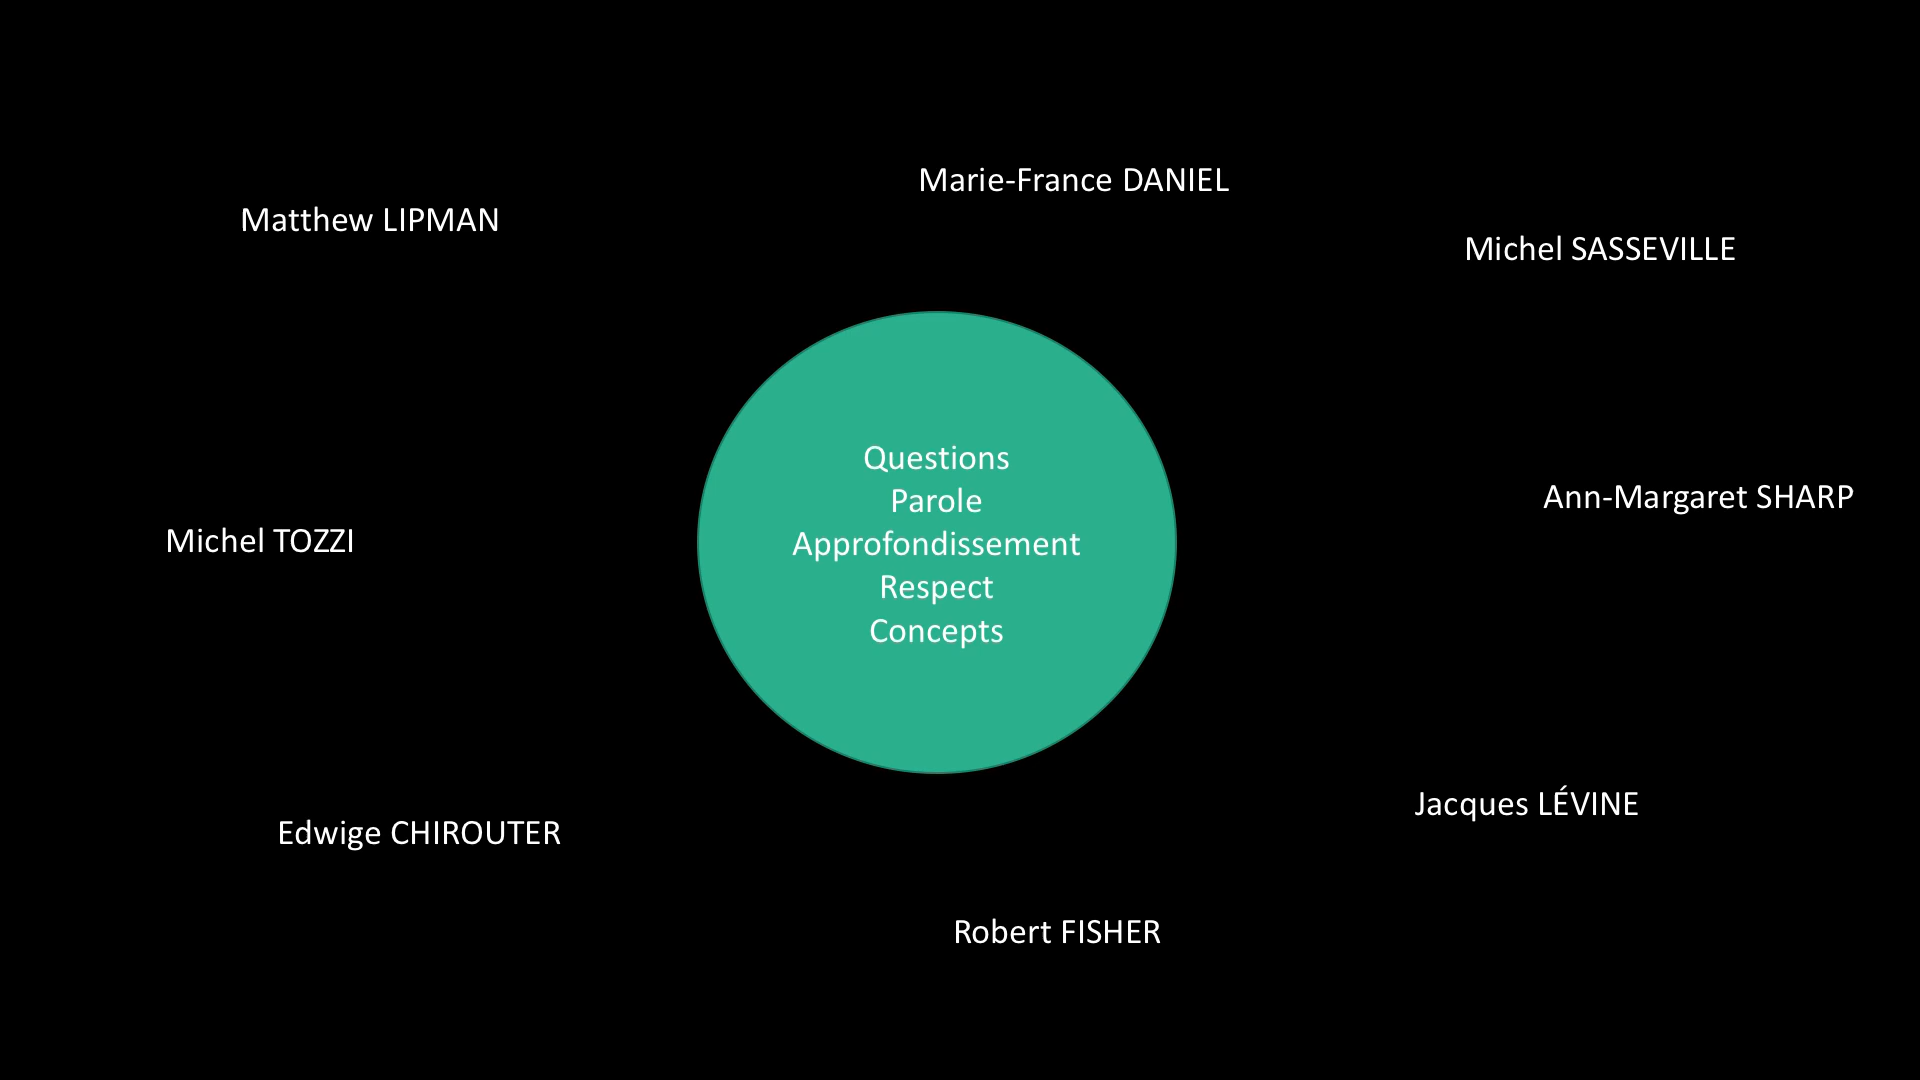 Marie-France DANIEL
Matthew LIPMAN
Michel SASSEVILLE
Questions
Parole
Approfondissement
Respect
Concepts
Ann-Margaret SHARP
Michel TOZZI
Jacques LÉVINE
Edwige CHIROUTER
Robert FISHER